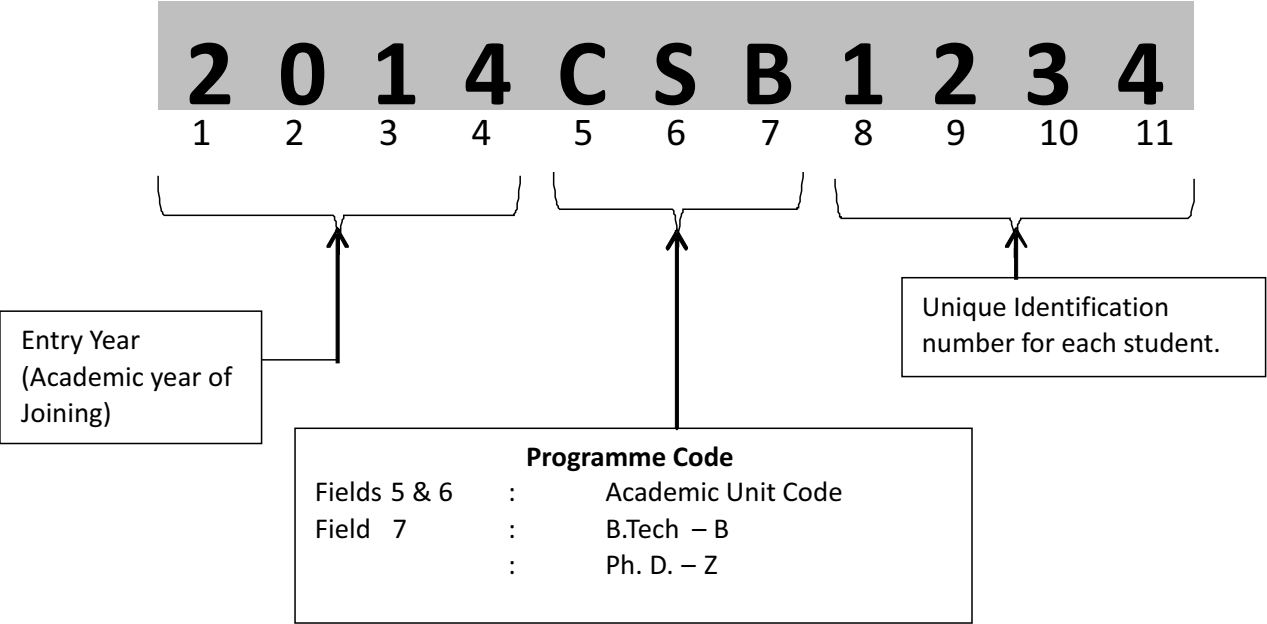 2 0 1 4 C S B 1 2 3 4
1 2 3 4 5 6 7 8 9 10 11
Entry Year
(Academic year of
Joining)
Unique Identification
number for each student.
Programme Code
Fields 5 & 6 : Academic Unit Code
Field 7 : B.Tech – B
: Ph. D. – Z